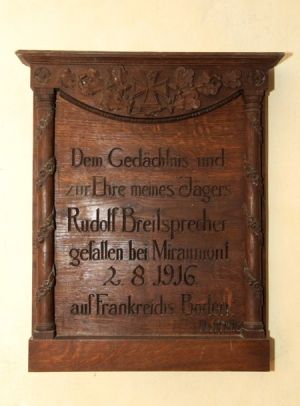 Dem Gedächtnis und
zur Ehre meines Jägers
Rudolf Breitsprecher
gefallen bei Miraumont
2. 8. 1916
auf Frankreichs Boden